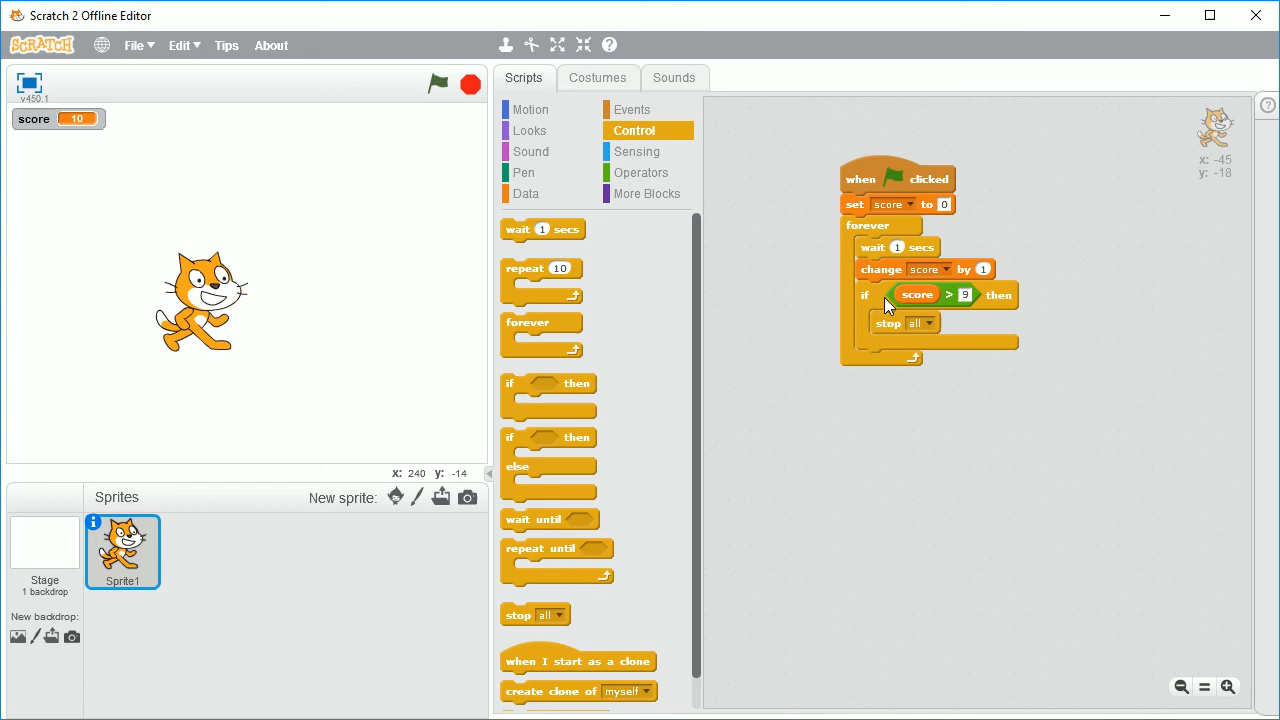 Scratch 2 Offline Editor
SCRATCH File Edit Tips About
v450.1
score 10
x: 240 y: -14
Sprites New sprite:
Stage
1 backdrop
New backdrop:
Sprite1
Scripts Costumes Sounds
Motion Events
Looks Control
Sound Sensing
Pen Operators
Data More Blocks
wait 1 secs
repeat 10
forever
if then
if then
else
wait until
repeat until
stop all
when I start as a clone
create clone of myself
when clicked
set score to 0
forever
wait 1 secs
change score by 1
if score > 9 then
stop all
x: -45
y: -18